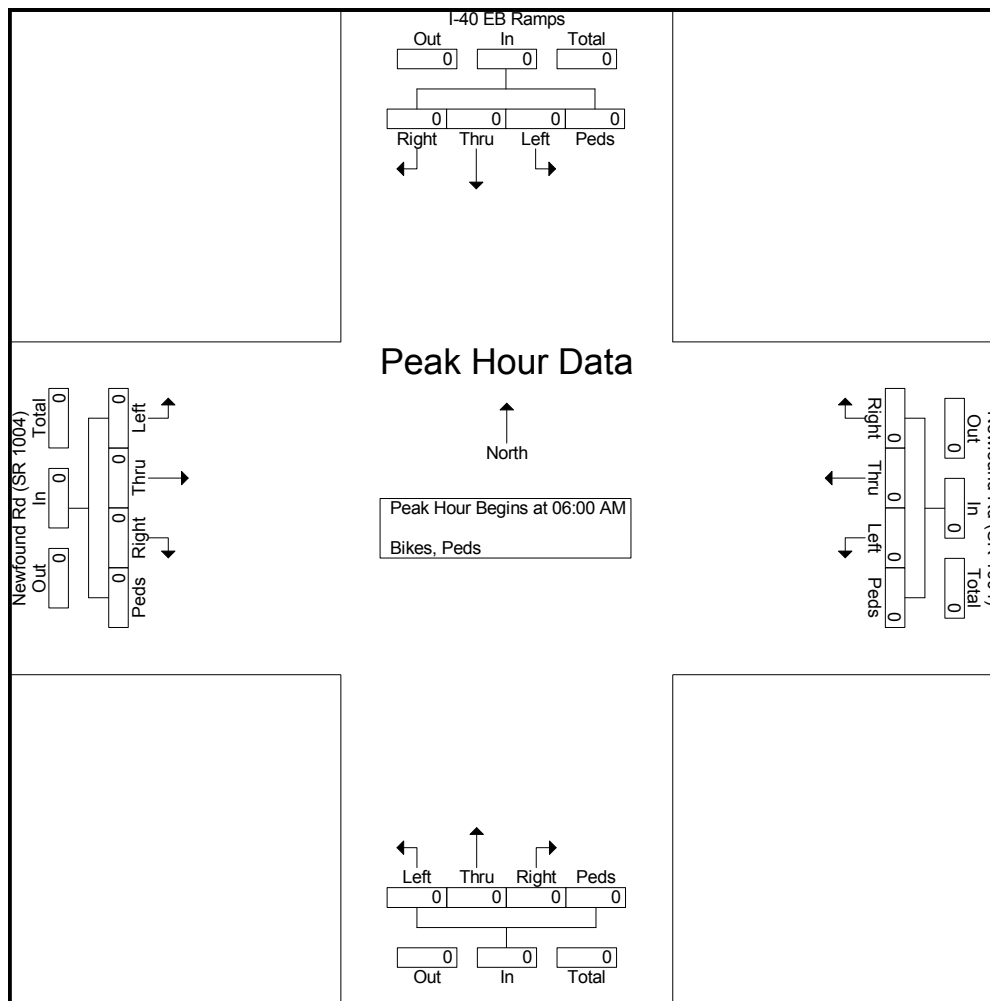 I-40 EB Ramps
Out In Total
0 0 0
0 0 0 0
Right Thru Left Peds
Peak Hour Data
North
Peak Hour Begins at 06:00 AM
Bikes, Peds
Newfound Rd (SR 1004)
Out In Total
0 0 0
0 0 0 0
Peds Right Thru Left
Right Thru Left Peds
0 0 0 0
0 0 0
Out In Total
Left Thru Right Peds
0 0 0 0
0 0 0
Out In Total